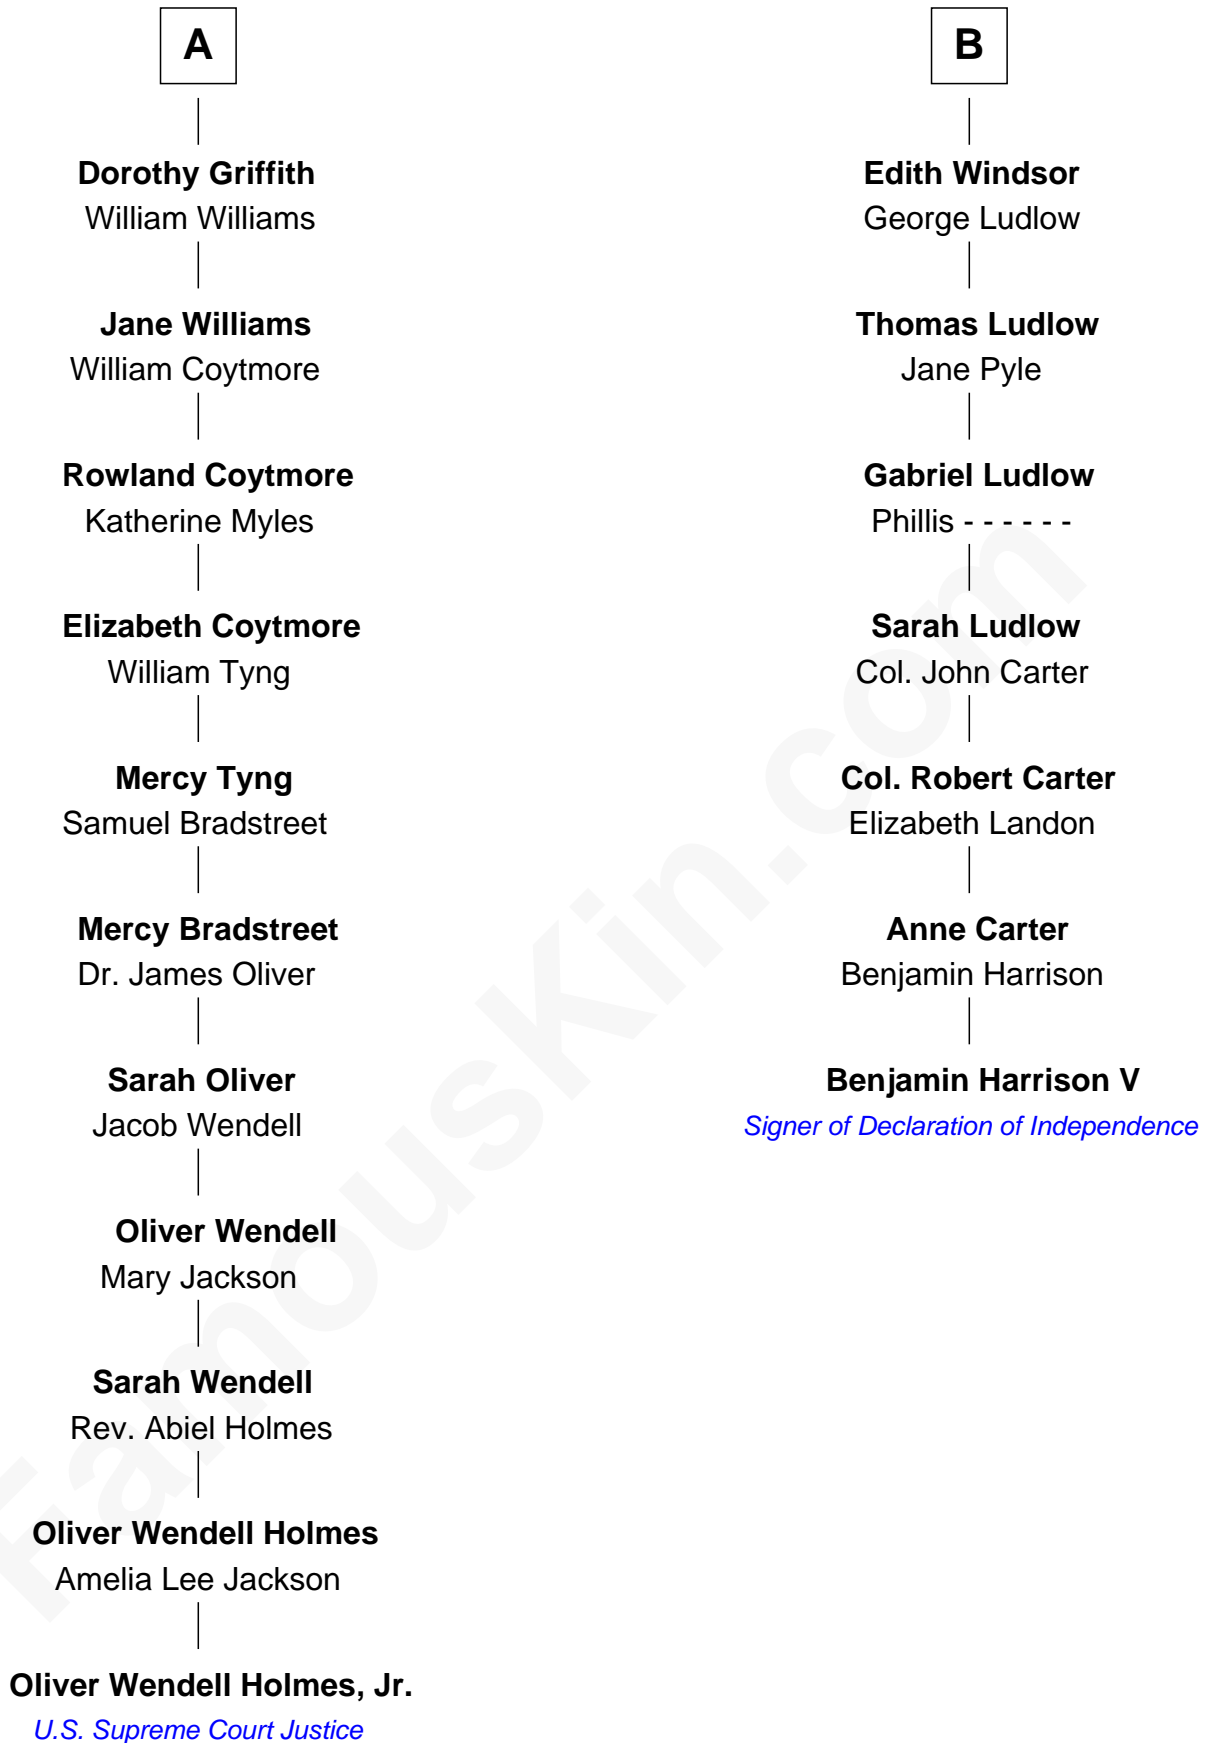 A
Dorothy Griffith
William Williams
Jane Williams
William Coytmore
Rowland Coytmore
Katherine Myles
Elizabeth Coytmore
William Tyng
Mercy Tyng
Samuel Bradstreet
Mercy Bradstreet
Dr. James Oliver
Sarah Oliver
Jacob Wendell
Oliver Wendell
Mary Jackson
Sarah Wendell
Rev. Abiel Holmes
Oliver Wendell Holmes
Amelia Lee Jackson
Oliver Wendell Holmes, Jr.
U.S. Supreme Court Justice
B
Edith Windsor
George Ludlow
Thomas Ludlow
Jane Pyle
Gabriel Ludlow
Phillis - - - - - -
Sarah Ludlow
Col. John Carter
Col. Robert Carter
Elizabeth Landon
Anne Carter
Benjamin Harrison
Benjamin Harrison V
Signer of Declaration of Independence
FamousKin.com